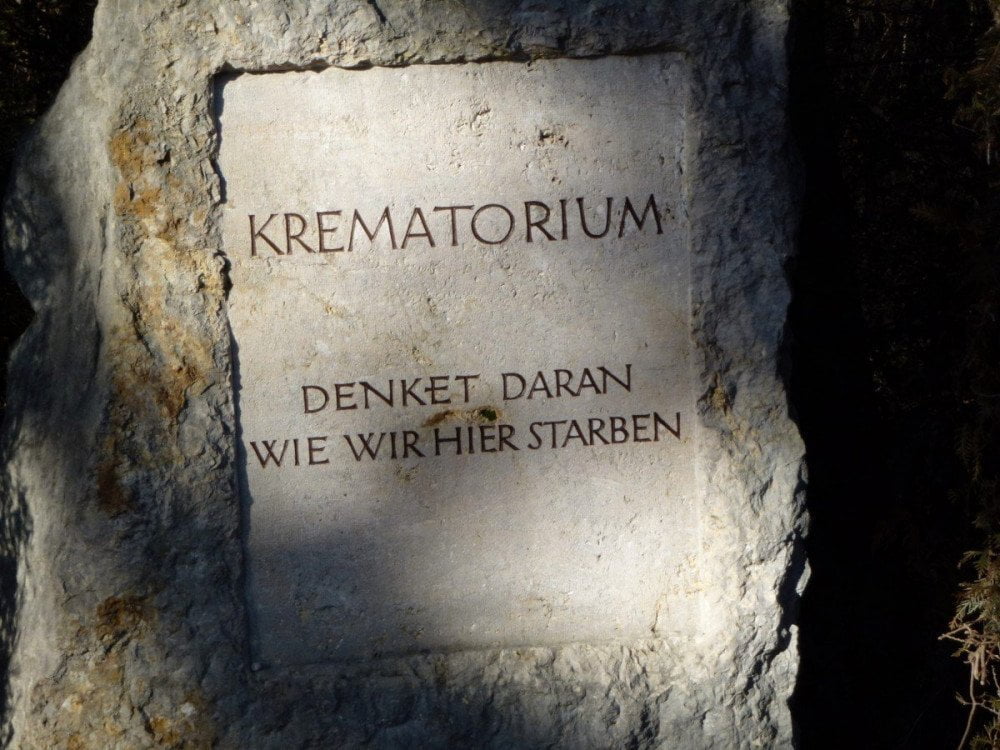 KREMATORIUM
DENKET DARAN
WIE WIR HIER STARBEN